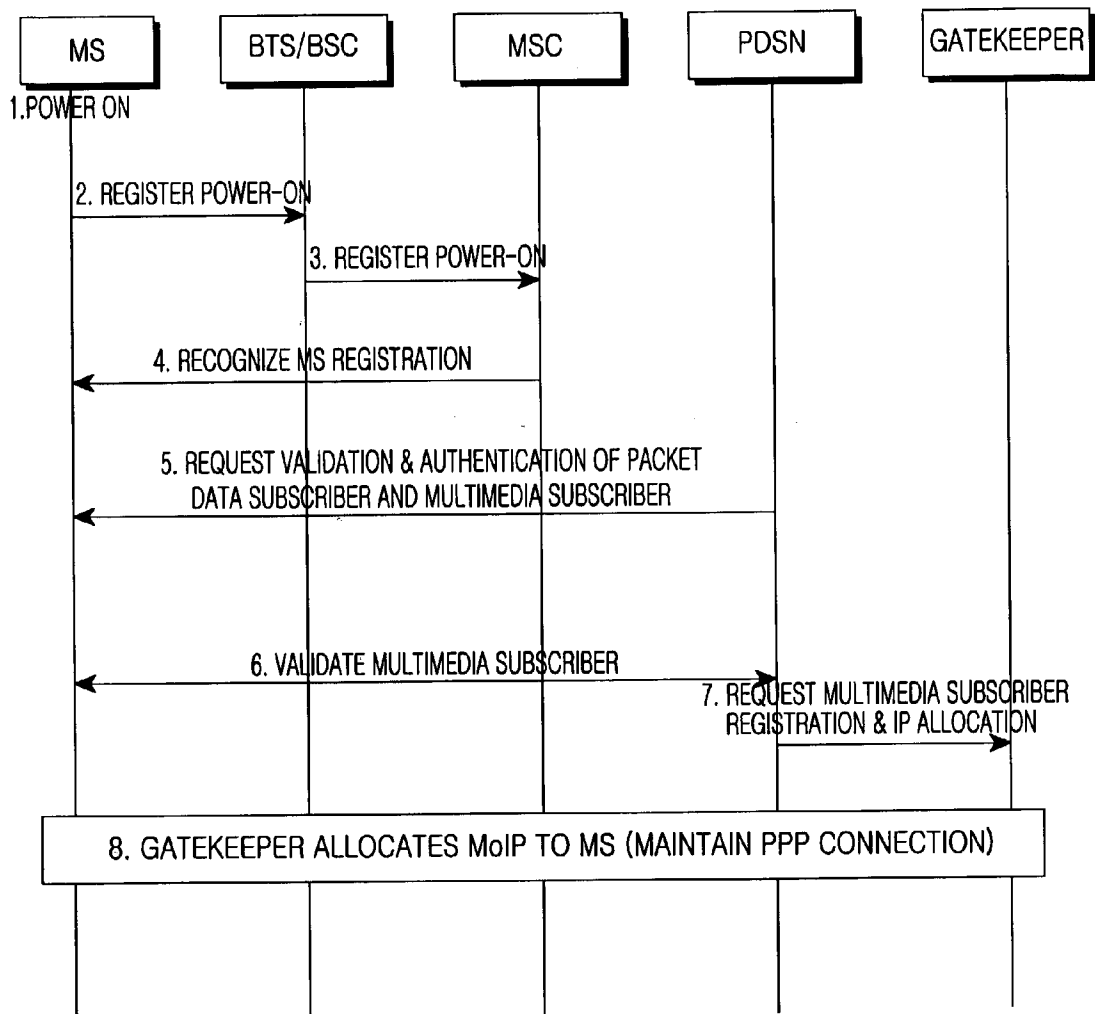 MS
BTS/BSC
MSC
PDSN
GATEKEEPER
1.POWER ON
2. REGISTER POWER-ON
3. REGISTER POWER-ON
4. RECOGNIZE MS REGISTRATION
5. REQUEST VALIDATION & AUTHENTICATION OF PACKET
DATA SUBSCRIBER AND MULTIMEDIA SUBSCRIBER
6. VALIDATE MULTIMEDIA SUBSCRIBER
7. REQUEST MULTIMEDIA SUBSCRIBER
REGISTRATION & IP ALLOCATION
8. GATEKEEPER ALLOCATES MoIP TO MS (MAINTAIN PPP CONNECTION)